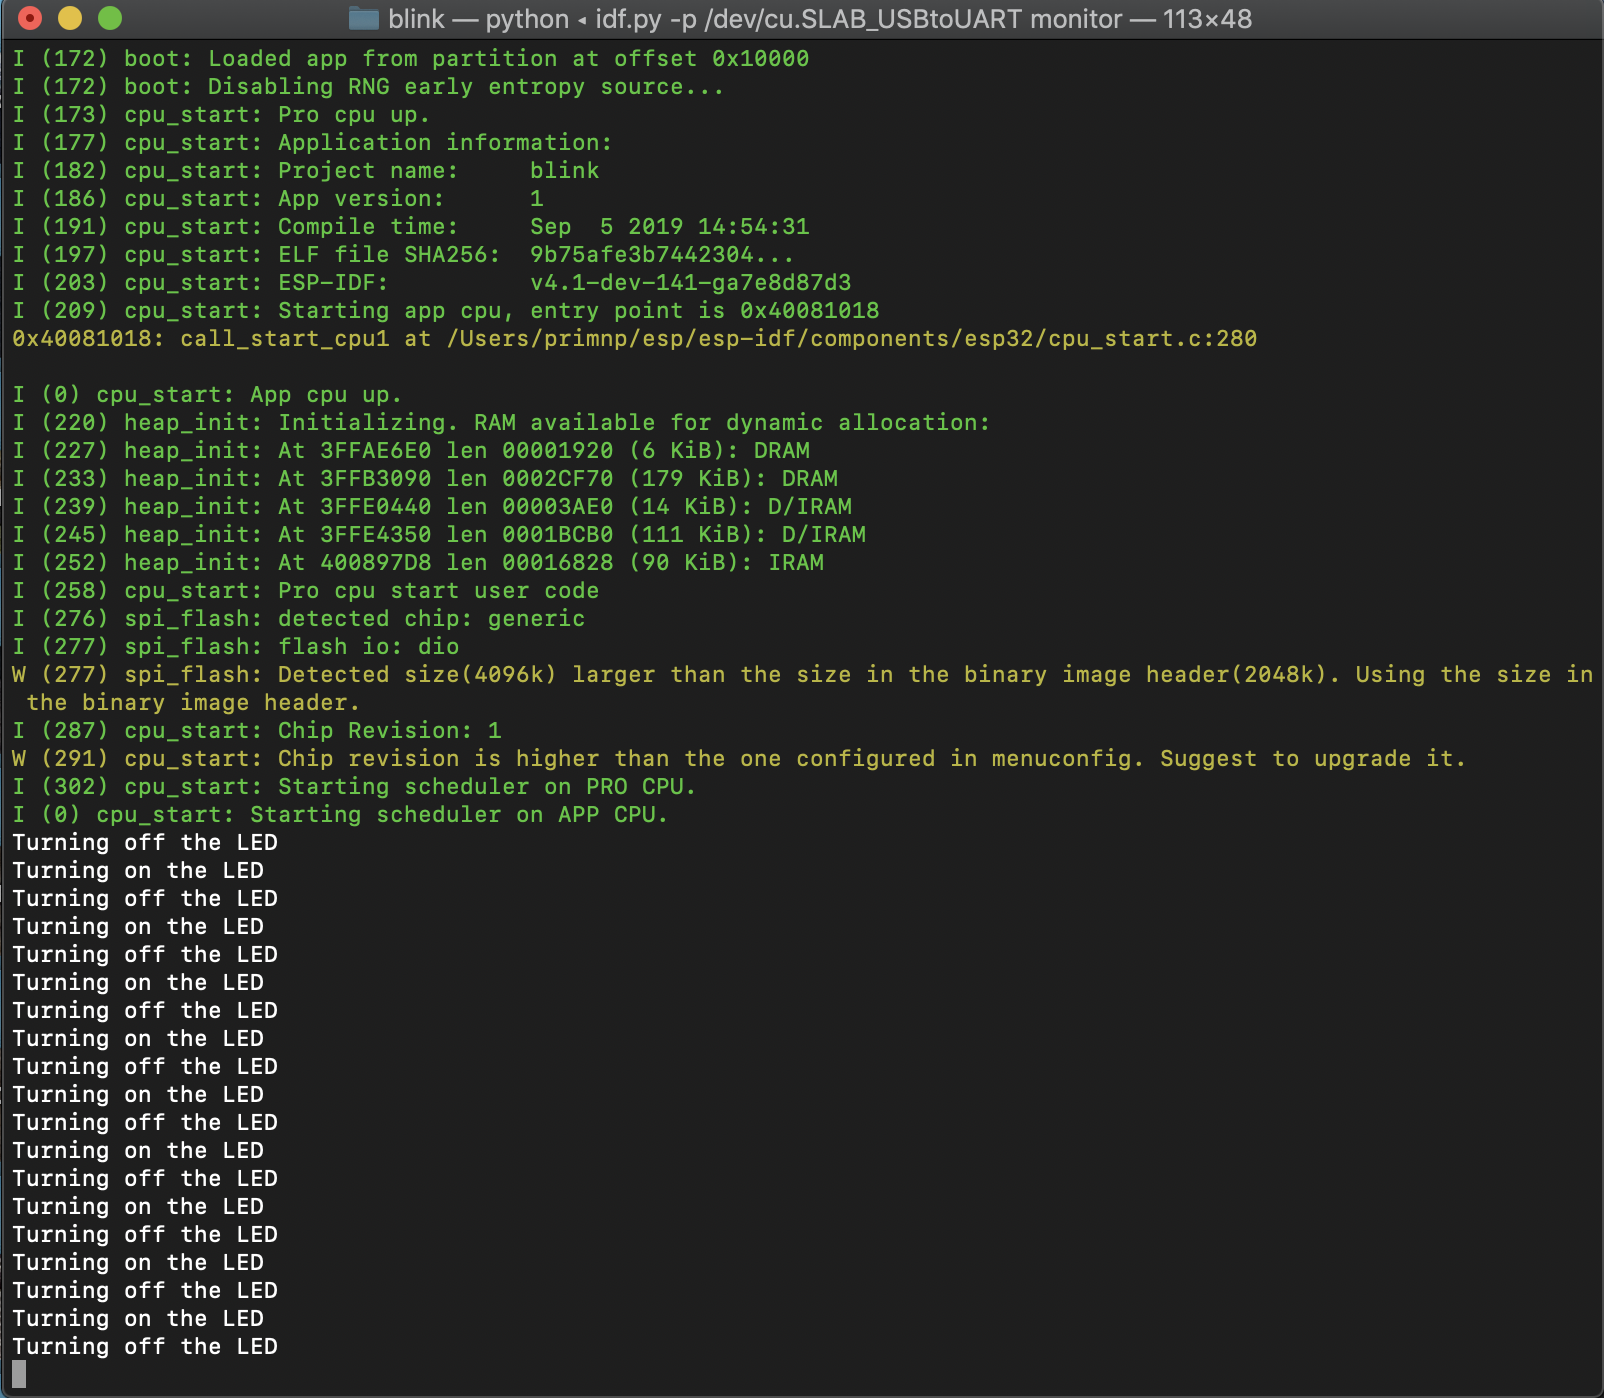 blink — python ◂ idf.py -p /dev/cu.SLAB_USBtoUART monitor — 113×48
I (172) boot: Loaded app from partition at offset 0x10000
I (172) boot: Disabling RNG early entropy source...
I (173) cpu_start: Pro cpu up.
I (177) cpu_start: Application information:
I (182) cpu_start: Project name:     blink
I (186) cpu_start: App version:      1
I (191) cpu_start: Compile time:     Sep  5 2019 14:54:31
I (197) cpu_start: ELF file SHA256:  9b75afe3b7442304...
I (203) cpu_start: ESP-IDF:          v4.1-dev-141-ga7e8d87d3
I (209) cpu_start: Starting app cpu, entry point is 0x40081018
0x40081018: call_start_cpu1 at /Users/primnp/esp/esp-idf/components/esp32/cpu_start.c:280
I (0) cpu_start: App cpu up.
I (220) heap_init: Initializing. RAM available for dynamic allocation:
I (227) heap_init: At 3FFAE6E0 len 00001920 (6 KiB): DRAM
I (233) heap_init: At 3FFB3090 len 0002CF70 (179 KiB): DRAM
I (239) heap_init: At 3FFE0440 len 00003AE0 (14 KiB): D/IRAM
I (245) heap_init: At 3FFE4350 len 0001BCB0 (111 KiB): D/IRAM
I (252) heap_init: At 400897D8 len 00016828 (90 KiB): IRAM
I (258) cpu_start: Pro cpu start user code
I (276) spi_flash: detected chip: generic
I (277) spi_flash: flash io: dio
W (277) spi_flash: Detected size(4096k) larger than the size in the binary image header(2048k). Using the size in
 the binary image header.
I (287) cpu_start: Chip Revision: 1
W (291) cpu_start: Chip revision is higher than the one configured in menuconfig. Suggest to upgrade it.
I (302) cpu_start: Starting scheduler on PRO CPU.
I (0) cpu_start: Starting scheduler on APP CPU.
Turning off the LED
Turning on the LED
Turning off the LED
Turning on the LED
Turning off the LED
Turning on the LED
Turning off the LED
Turning on the LED
Turning off the LED
Turning on the LED
Turning off the LED
Turning on the LED
Turning off the LED
Turning on the LED
Turning off the LED
Turning on the LED
Turning off the LED
Turning on the LED
Turning off the LED